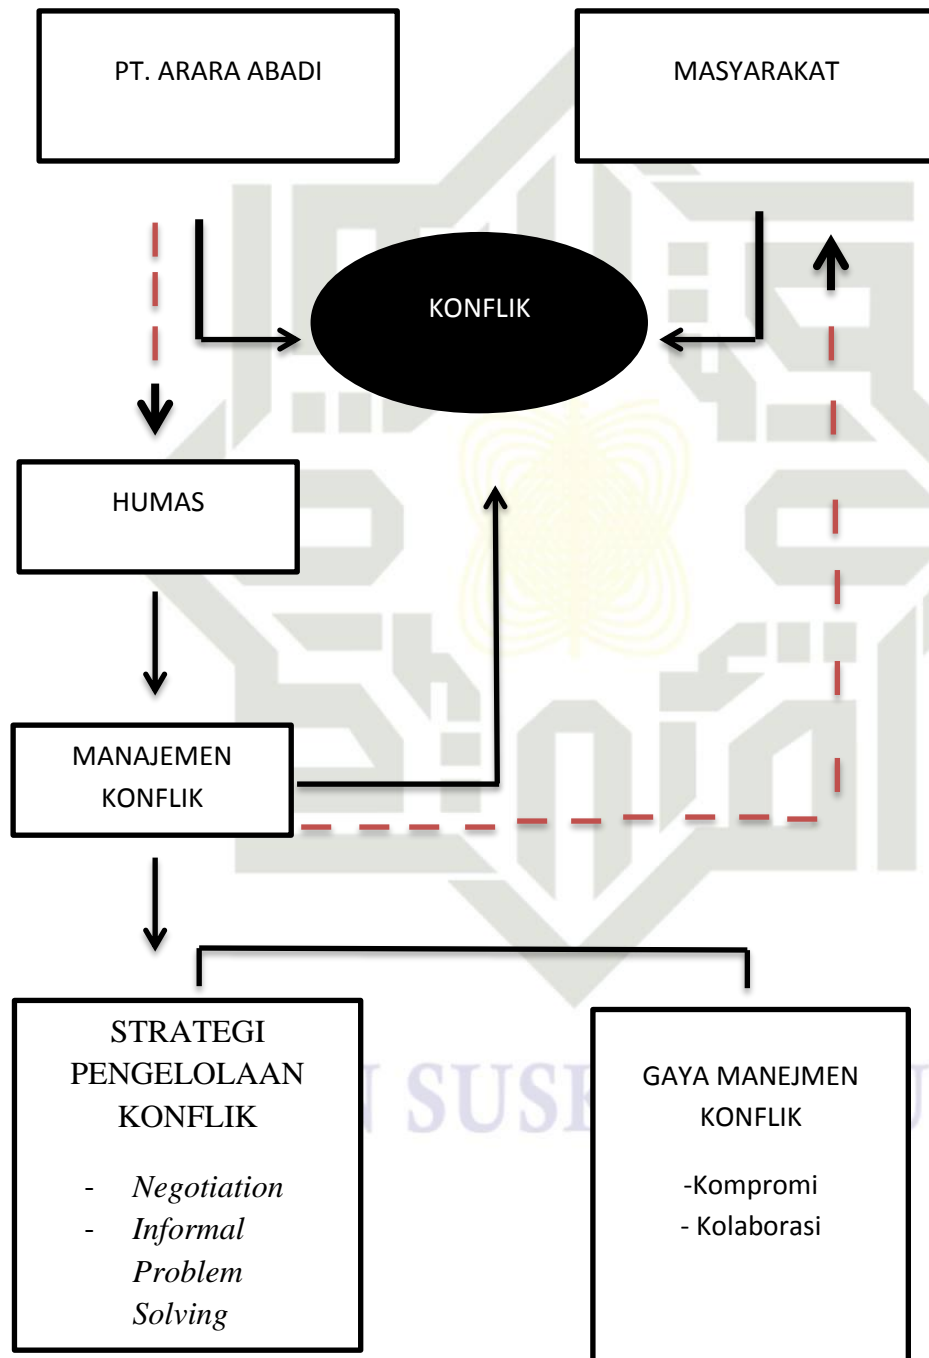 PT. ARARA ABADI
MASYARAKAT
KONFLIK
HUMAS
MANAJEMEN
KONFLIK
STRATEGI
PENGELOLAAN
KONFLIK
- Negotiation
- Informal
Problem
Solving
GAYA MANEJMEN
KONFLIK
-Kompromi
- Kolaborasi